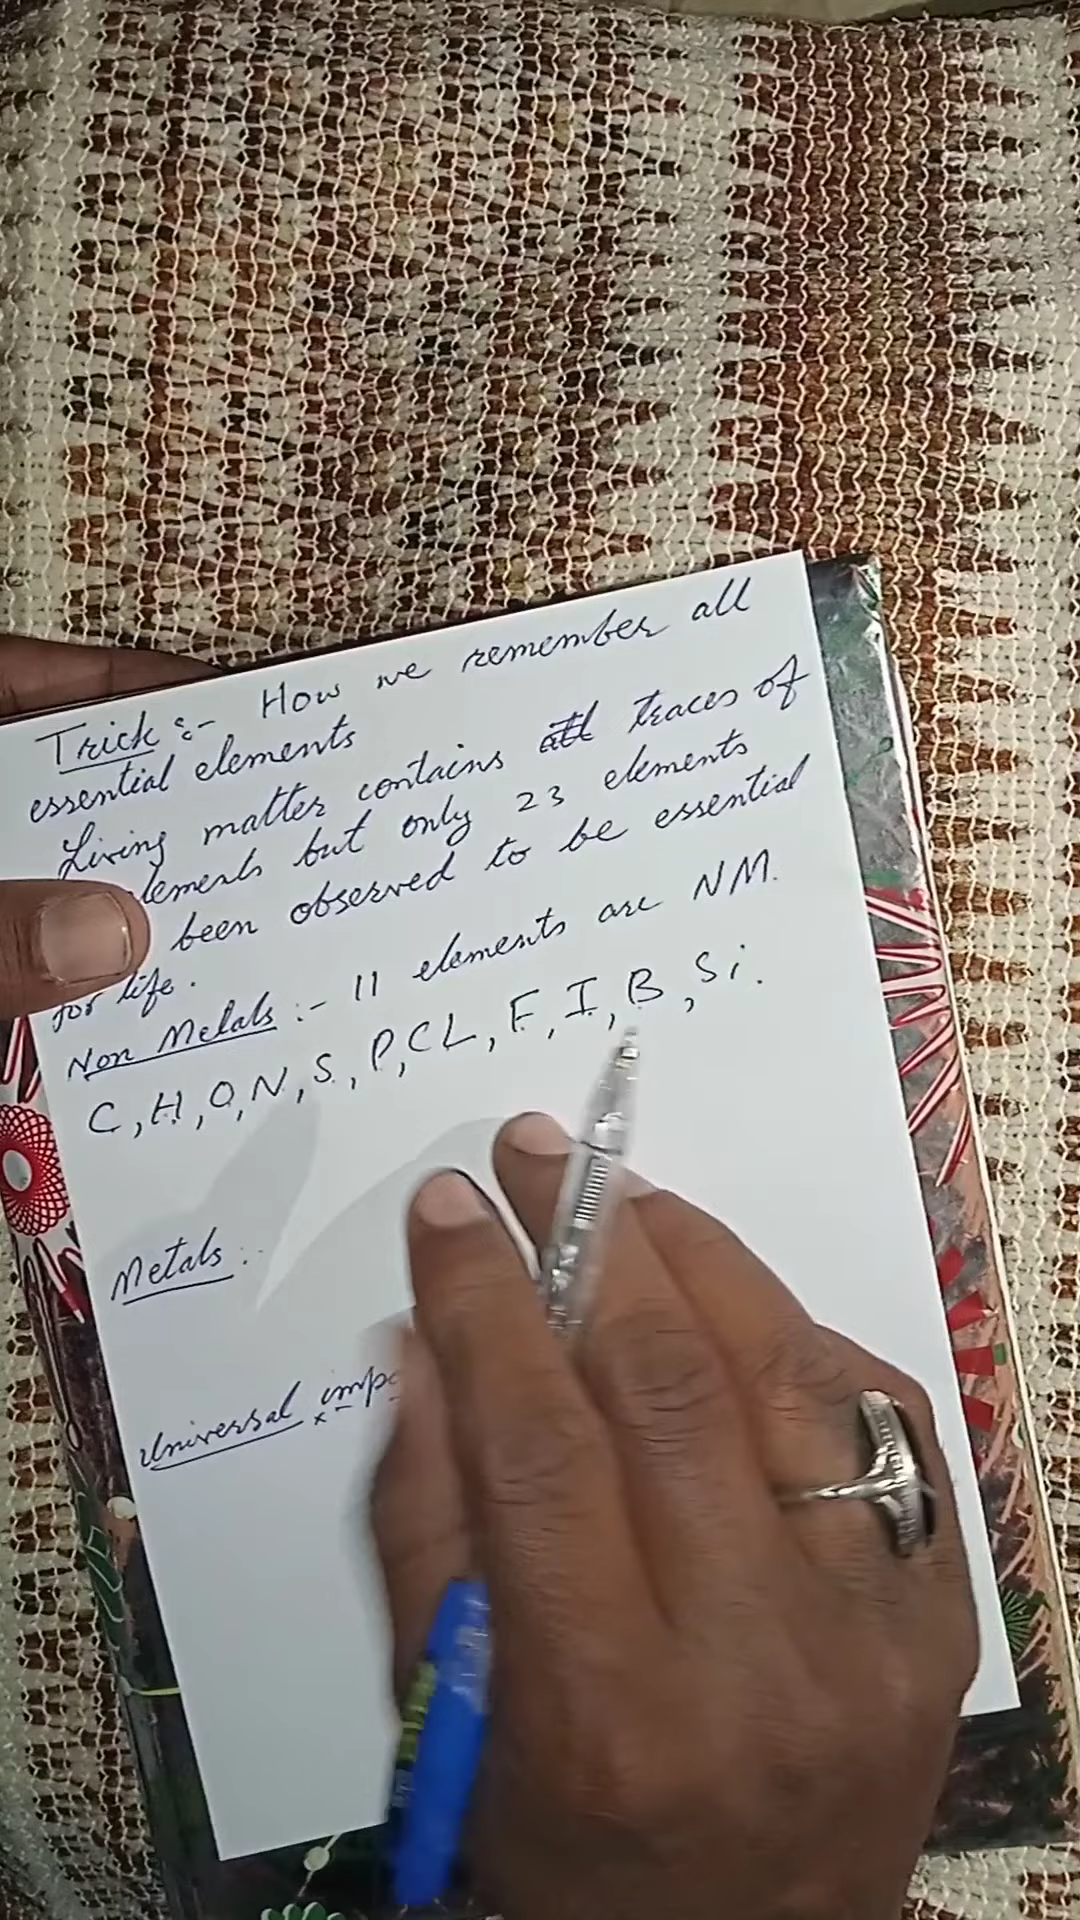 Trick :- How we remember all
essential elements
Living matter contains all traces of
lements but only 23 elements
been observed to be essential
for life.
Non Metals :- 11 elements are NM.
C, H, O, N, S, P, CL, F, I, B, Si.
Metals :-
Universal